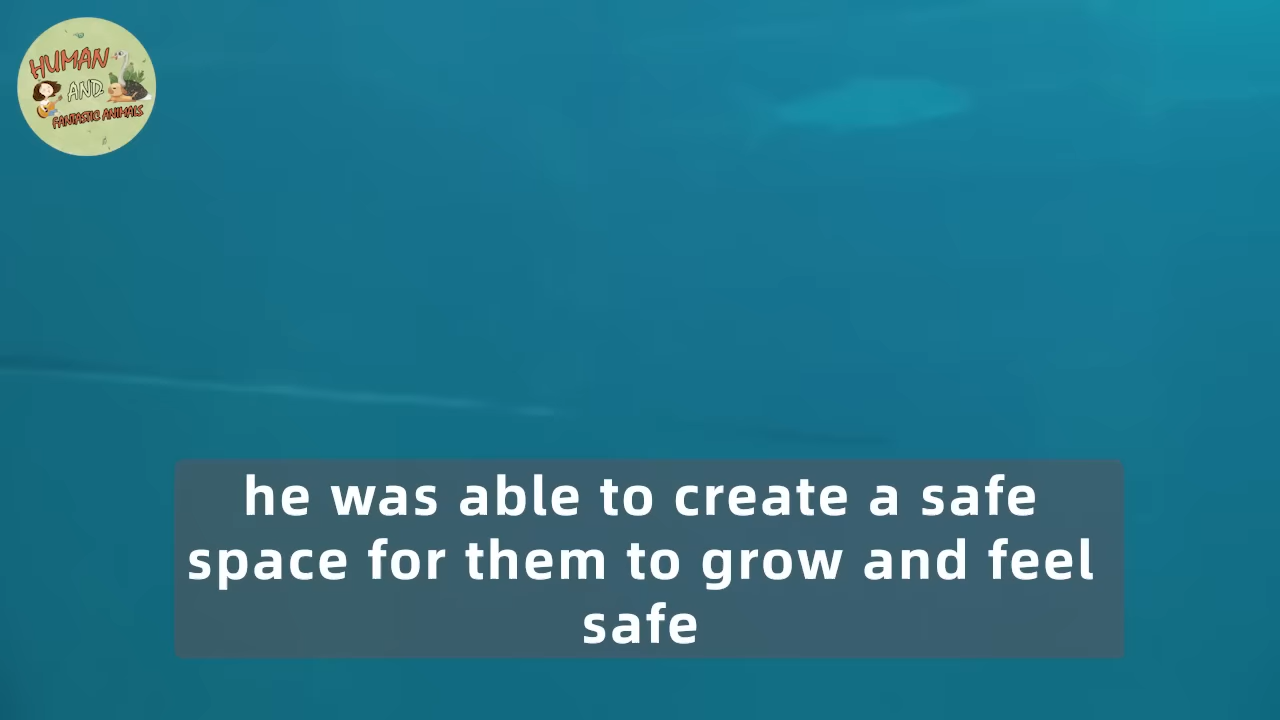 HUMAN
AND
FANTASTIC ANIMALS
he was able to create a safe
space for them to grow and feel
safe